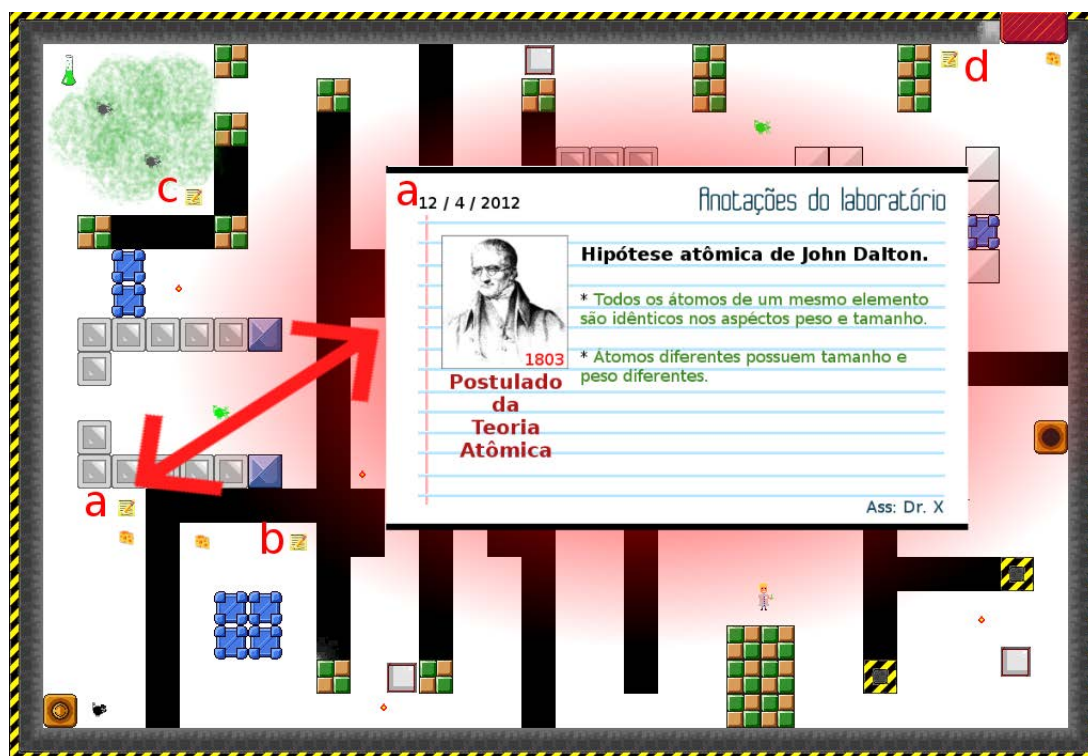 d
c
a
12 / 4 / 2012
Anotações do laboratório
Hipótese atômica de John Dalton.
* Todos os átomos de um mesmo elemento
são idênticos nos aspéctos peso e tamanho.
* Átomos diferentes possuem tamanho e
peso diferentes.
1803
Postulado
da
Teoria
Atômica
Ass: Dr. X
a
b